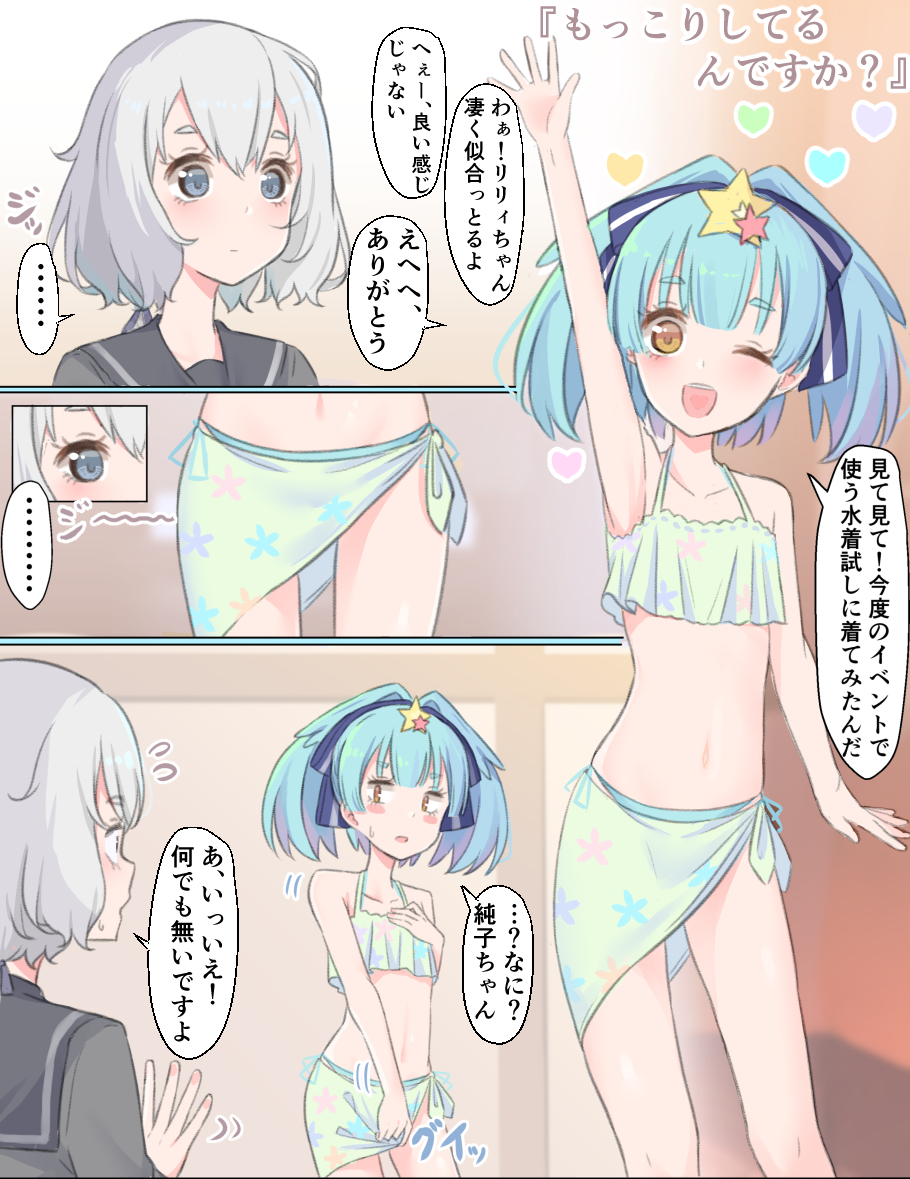 『もっこりしてる
んですか？』
見て見て！今度のイベントで
使う水着試しに着てみたんだ
わぁ！リリィちゃん
凄く似合っとるよ
へぇー、良い感じ
じゃない
えへへ、
ありがとう
ジッ
……
ジ〜〜〜
………
…？なに？
純子ちゃん
グイッ
あ、いっいえ！
何でも無いですよ